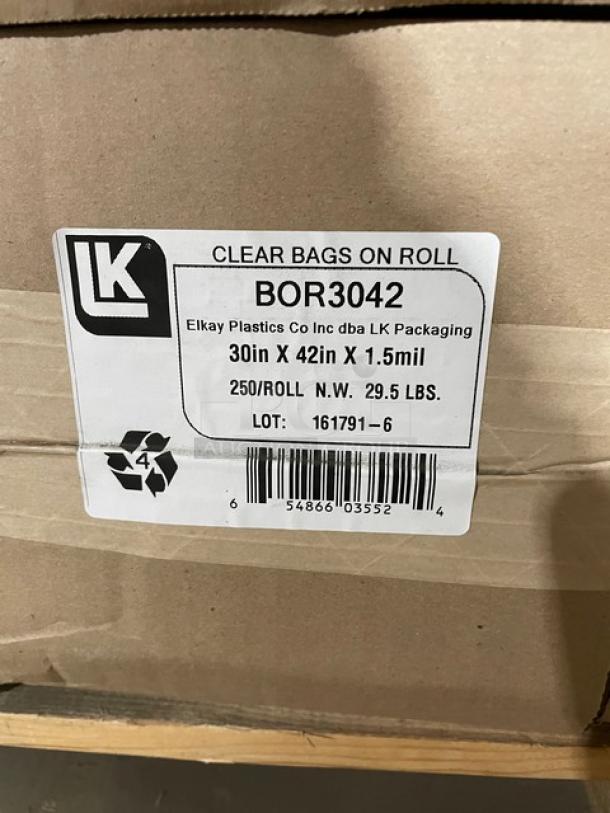 LK
CLEAR BAGS ON ROLL
BOR3042
Elkay Plastics Co Inc dba LK Packaging
30in X 42in X 1.5mil
250/ROLL N.W. 29.5 LBS.
LOT: 161791-6
4
6 54866 03552 4